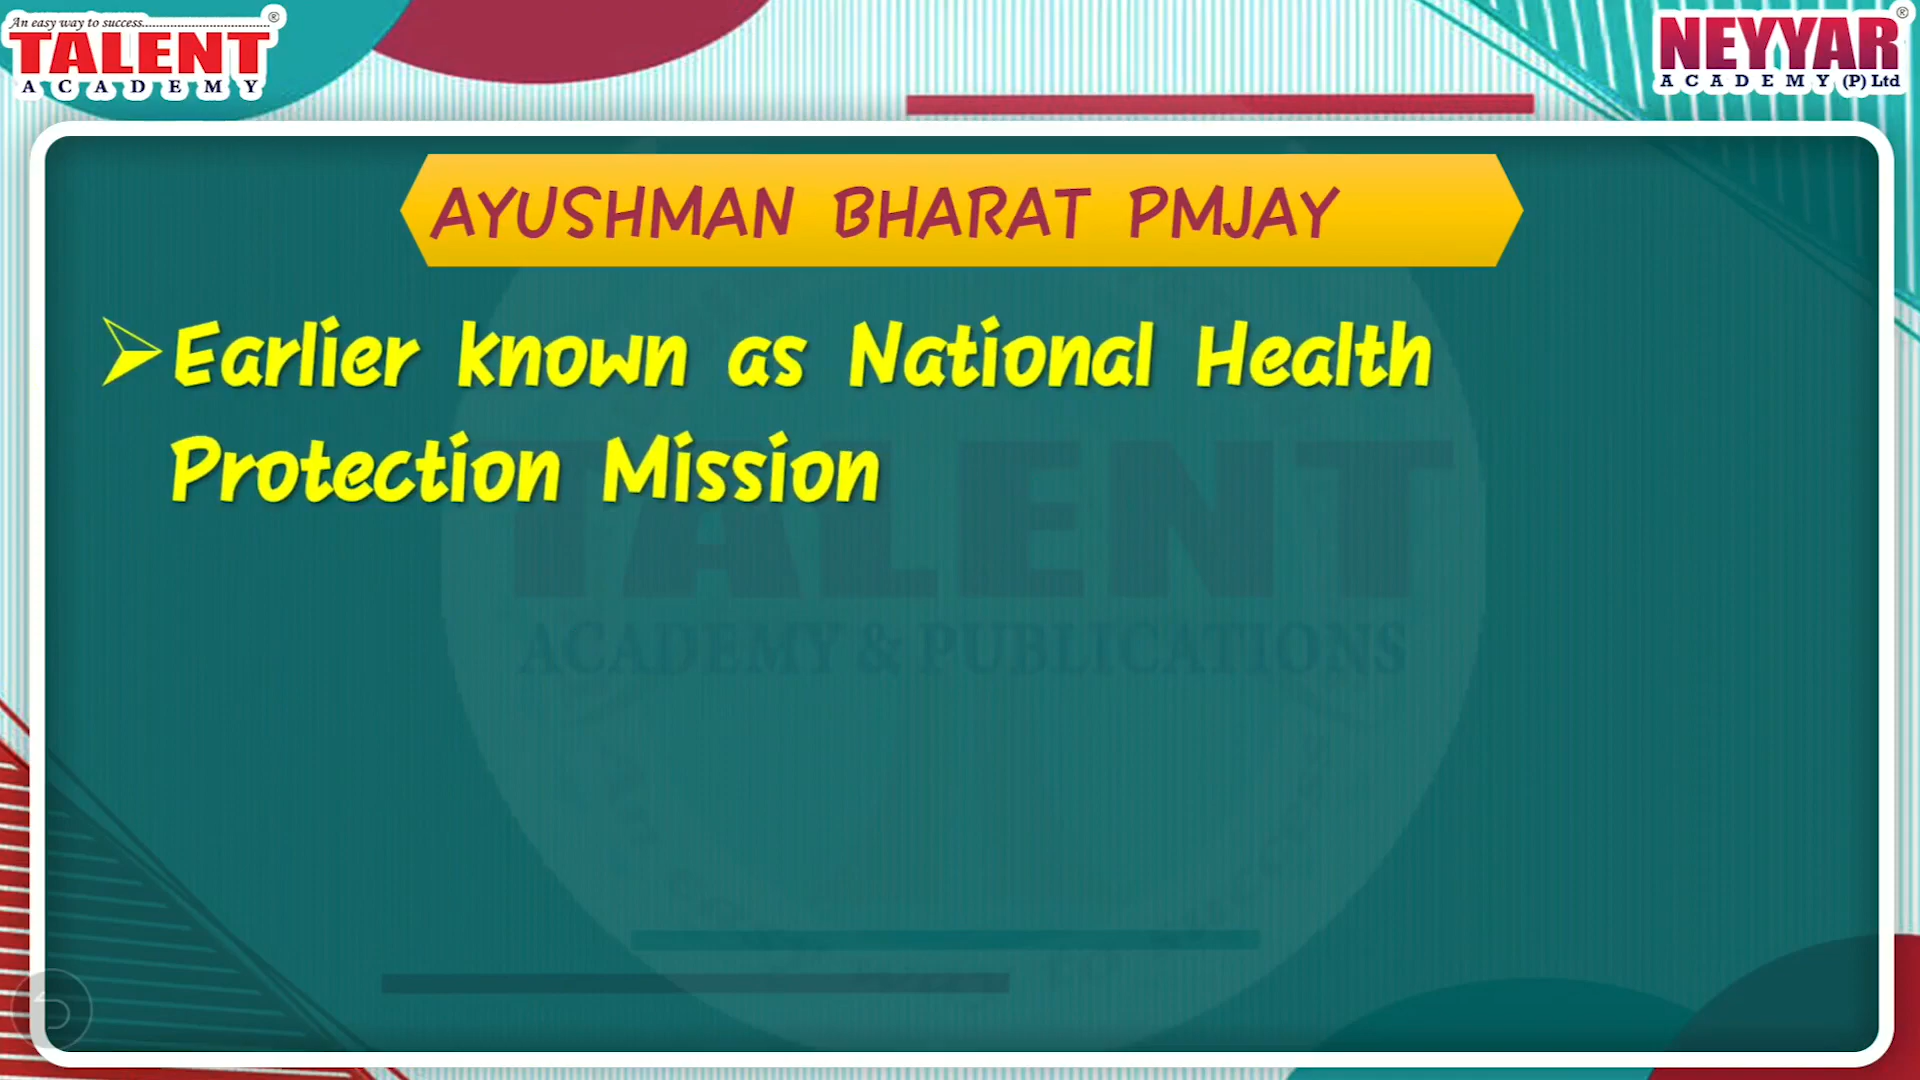 An easy way to success
TALENT
ACADEMY
NEYYAR
ACADEMY (P) Ltd
AYUSHMAN BHARAT PMJAY
Earlier known as National Health
Protection Mission
TALENT
ACADEMY & PUBLICATIONS